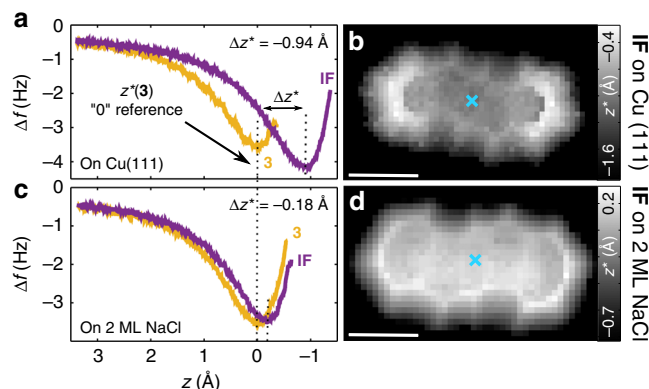 a
0
−1
−2
−3
−4
Δf (Hz)
Δz* = −0.94 Å
z*(3)
"0" reference
Δz*
IF
3
On Cu(111)
b
−0.4
z* (Å)
−1.6
IF on Cu (111)
c
0
−1
−2
−3
Δf (Hz)
Δz* = −0.18 Å
3
IF
On 2 ML NaCl
3
2
1
0
−1
z (Å)
d
0.2
z* (Å)
−0.7
IF on 2 ML NaCl